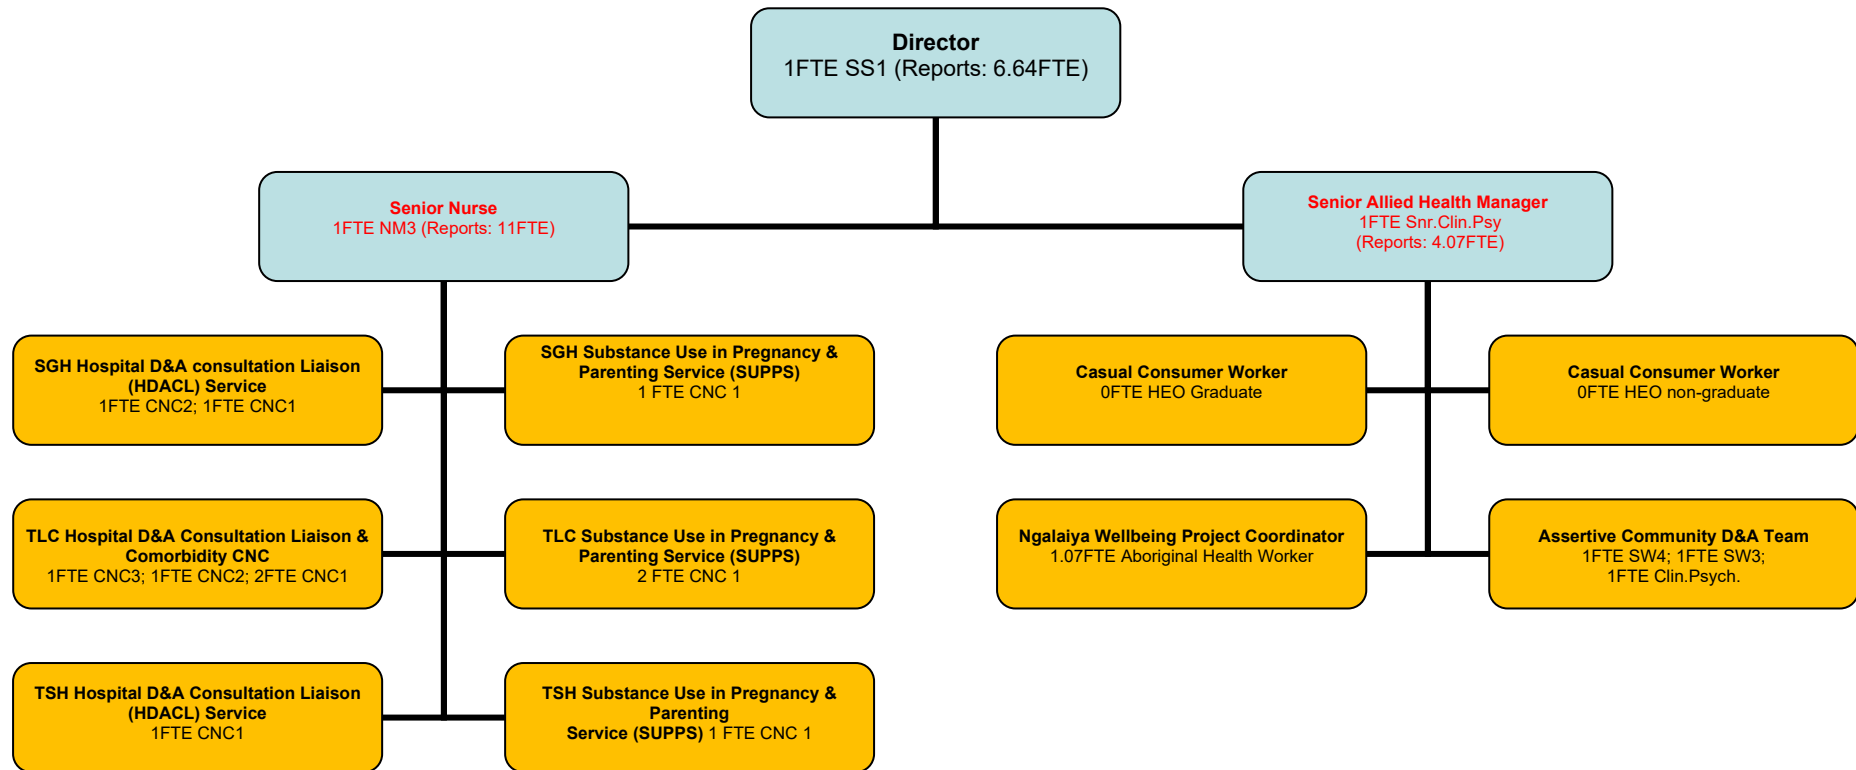 Director
1FTE SS1 (Reports: 6.64FTE)
Senior Nurse
1FTE NM3 (Reports: 11FTE)
Senior Allied Health Manager
1FTE Snr.Clin.Psy
(Reports: 4.07FTE)
SGH Hospital D&A consultation Liaison
(HDACL) Service
1FTE CNC2; 1FTE CNC1
SGH Substance Use in Pregnancy &
Parenting Service (SUPPS)
1 FTE CNC 1
Casual Consumer Worker
0FTE HEO Graduate
Casual Consumer Worker
0FTE HEO non-graduate
TLC Hospital D&A Consultation Liaison &
Comorbidity CNC
1FTE CNC3; 1FTE CNC2; 2FTE CNC1
TLC Substance Use in Pregnancy &
Parenting Service (SUPPS)
2 FTE CNC 1
Ngalaiya Wellbeing Project Coordinator
1.07FTE Aboriginal Health Worker
Assertive Community D&A Team
1FTE SW4; 1FTE SW3;
1FTE Clin.Psych.
TSH Hospital D&A Consultation Liaison
(HDACL) Service
1FTE CNC1
TSH Substance Use in Pregnancy &
Parenting
Service (SUPPS) 1 FTE CNC 1